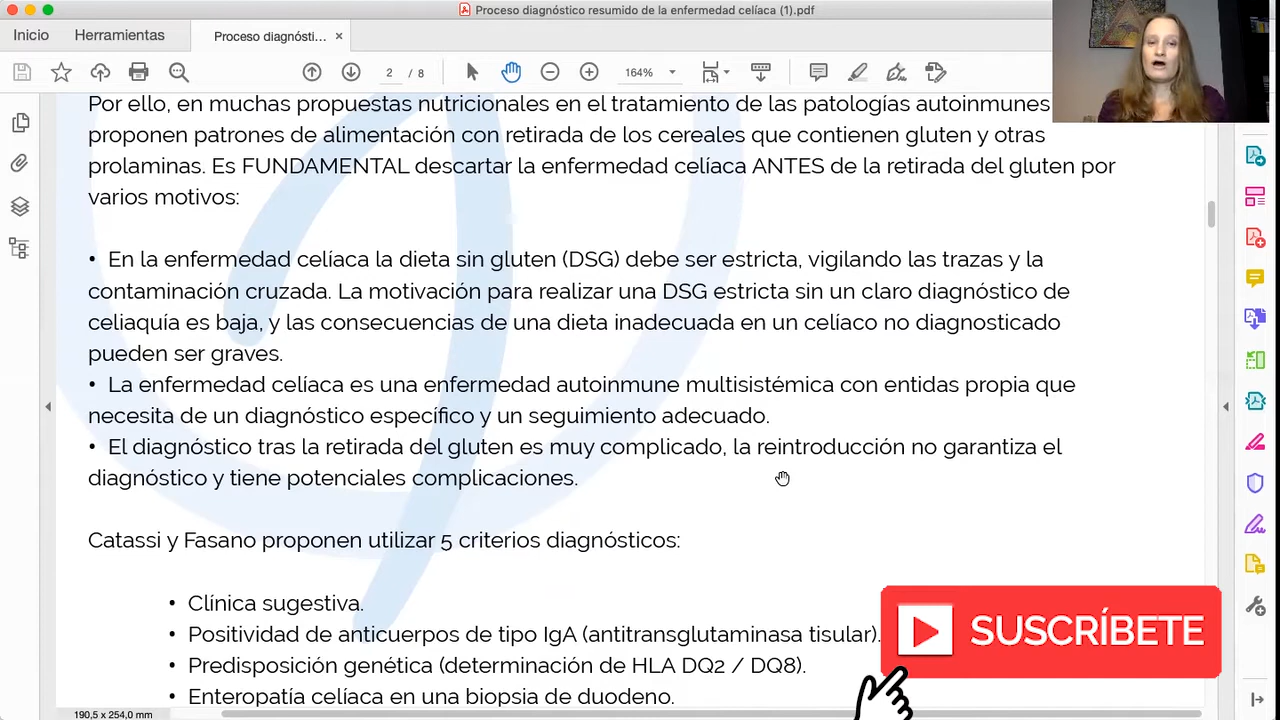 Proceso diagnóstico resumido de la enfermedad celíaca (1).pdf
Inicio
Herramientas
Proceso diagnósti...
2 / 8
164%
Por ello, en muchas propuestas nutricionales en el tratamiento de las patologías autoinmunes
proponen patrones de alimentación con retirada de los cereales que contienen gluten y otras
prolaminas. Es FUNDAMENTAL descartar la enfermedad celíaca ANTES de la retirada del gluten por
varios motivos:
• En la enfermedad celíaca la dieta sin gluten (DSG) debe ser estricta, vigilando las trazas y la
contaminación cruzada. La motivación para realizar una DSG estricta sin un claro diagnóstico de
celiaquía es baja, y las consecuencias de una dieta inadecuada en un celíaco no diagnosticado
pueden ser graves.
• La enfermedad celíaca es una enfermedad autoinmune multisistémica con entidas propia que
necesita de un diagnóstico específico y un seguimiento adecuado.
• El diagnóstico tras la retirada del gluten es muy complicado, la reintroducción no garantiza el
diagnóstico y tiene potenciales complicaciones.
Catassi y Fasano proponen utilizar 5 criterios diagnósticos:
• Clínica sugestiva.
• Positividad de anticuerpos de tipo IgA (antitransglutaminasa tisular).
• Predisposición genética (determinación de HLA DQ2 / DQ8).
• Enteropatía celíaca en una biopsia de duodeno.
SUSCRÍBETE
190,5 x 254,0 mm